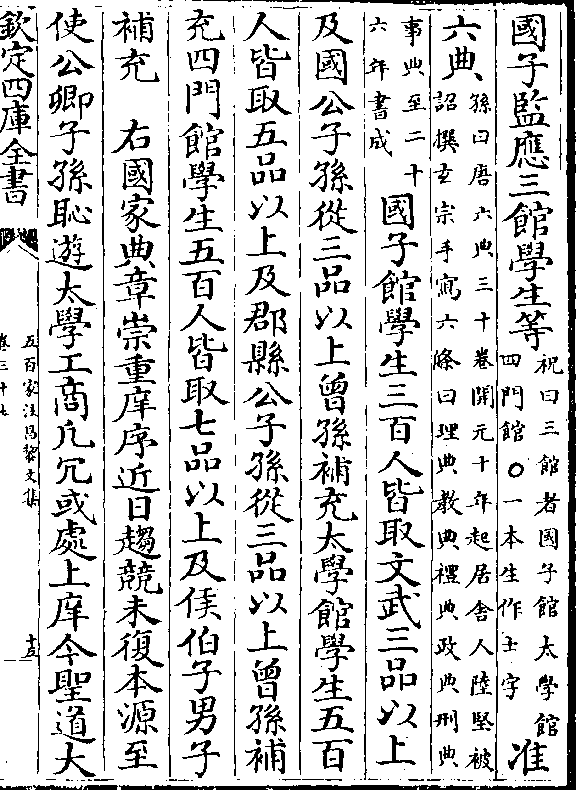 國子監應三館學生等
祝曰三館者國子館太學館
四門館○一本生作士字
准
六典
孫曰唐六典三十卷開元十年起居舍人陸堅被
詔撰玄宗手寫六條曰理典教典禮典政典刑典
事典至二十
六年書成
國子館學生三百人皆取文武三品以上
及國公子孫從三品以上曾孫補充太學館學生五百
人皆取五品以上及郡縣公子孫從三品以上曾孫補
充四門館學生五百人皆取七品以上及侯伯子男子
補充 右國家典章崇重庠序近日趨競未復本源至
使公卿子孫恥遊太學工商凡冗或處上庠今聖道大
欽定四庫全書
五百家注昌黎文集
卷三十七
十五